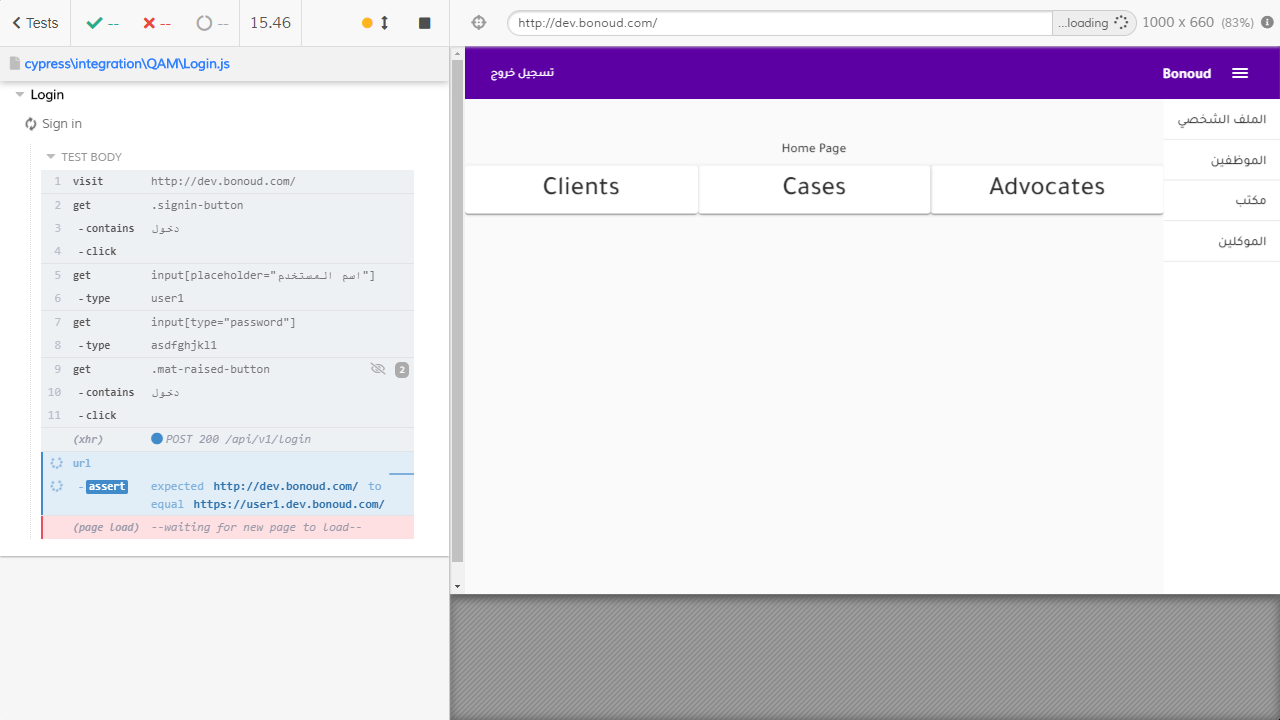 Tests
--
--
--
15.46
http://dev.bonoud.com/
...loading
1000 x 660 (83%)
cypress\integration\QAM\Login.js
Login
Sign in
TEST BODY
1 visit http://dev.bonoud.com/
2 get .signin-button
3 -contains دخول
4 -click
5 get input[placeholder="اسم المستخدم"]
6 -type user1
7 get input[type="password"]
8 -type asdfghjkl1
9 get .mat-raised-button 2
10 -contains دخول
11 -click
(xhr) POST 200 /api/v1/login
url
-assert expected http://dev.bonoud.com/ to
equal https://user1.dev.bonoud.com/
(page load) --waiting for new page to load--
تسجيل خروج
Bonoud
الملف الشخصي
الموظفين
مكتب
الموكلين
Home Page
Clients
Cases
Advocates